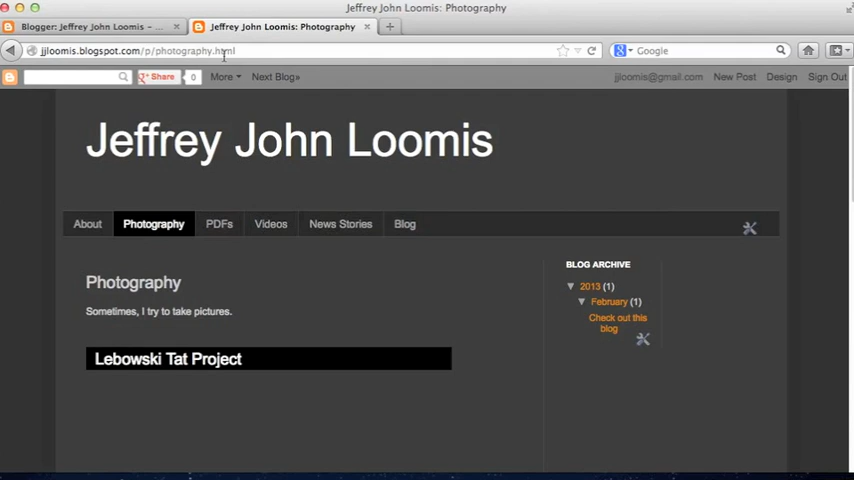 Jeffrey John Loomis: Photography
Blogger: Jeffrey John Loomis – ...
Jeffrey John Loomis: Photography
jjloomis.blogspot.com/p/photography.html
Google
Share 0 More Next Blog» jjloomis@gmail.com New Post Design Sign Out
Jeffrey John Loomis
About Photography PDFs Videos News Stories Blog
Photography
Sometimes, I try to take pictures.
Lebowski Tat Project
BLOG ARCHIVE
▼ 2013 (1)
▼ February (1)
Check out this
blog